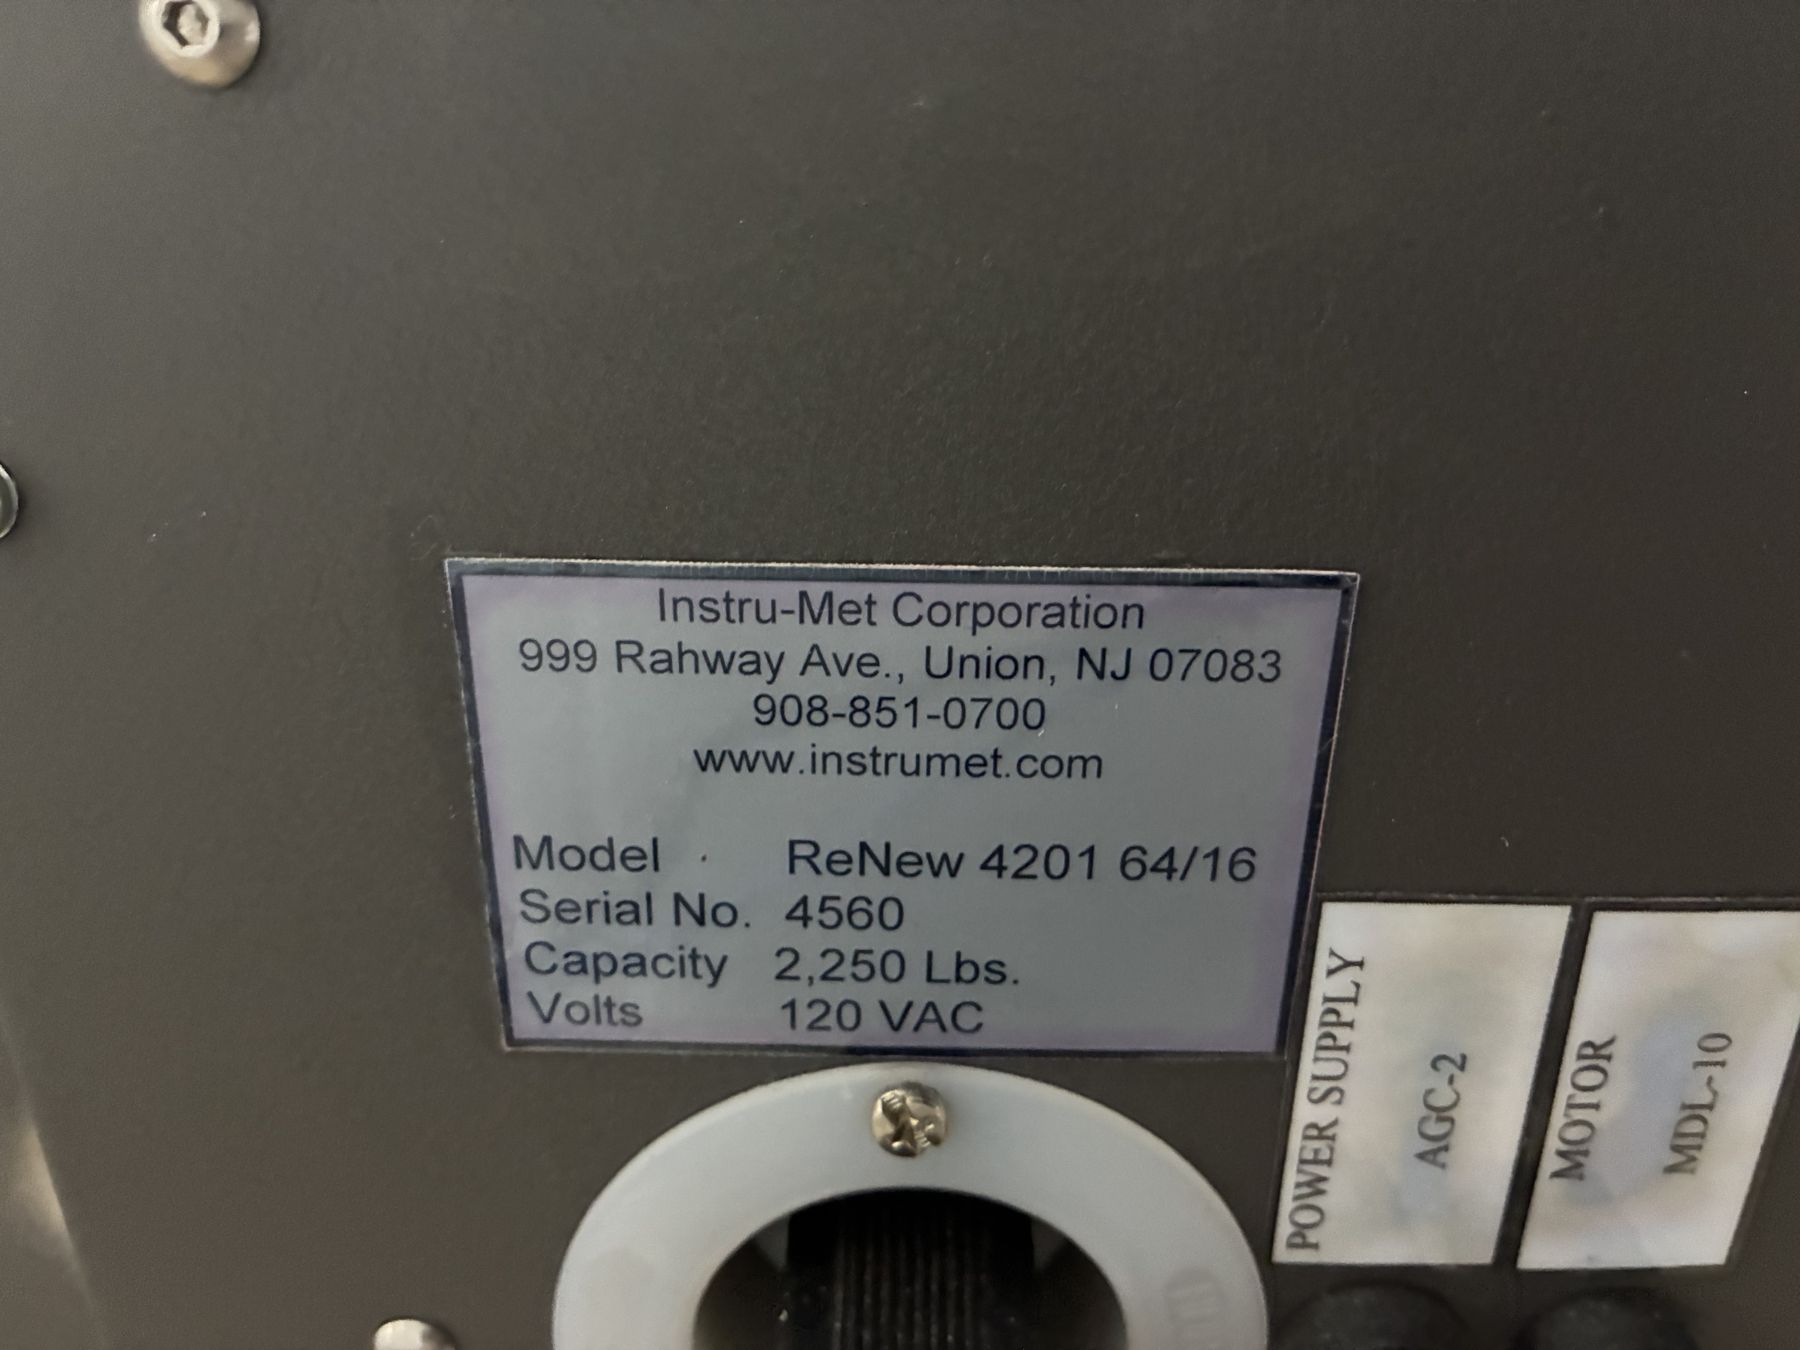 Instru-Met Corporation
999 Rahway Ave., Union, NJ 07083
908-851-0700
www.instrumet.com
Model ReNew 4201 64/16
Serial No. 4560
Capacity 2,250 Lbs.
Volts 120 VAC
POWER SUPPLY
AGC-2
MOTOR
MDL-10